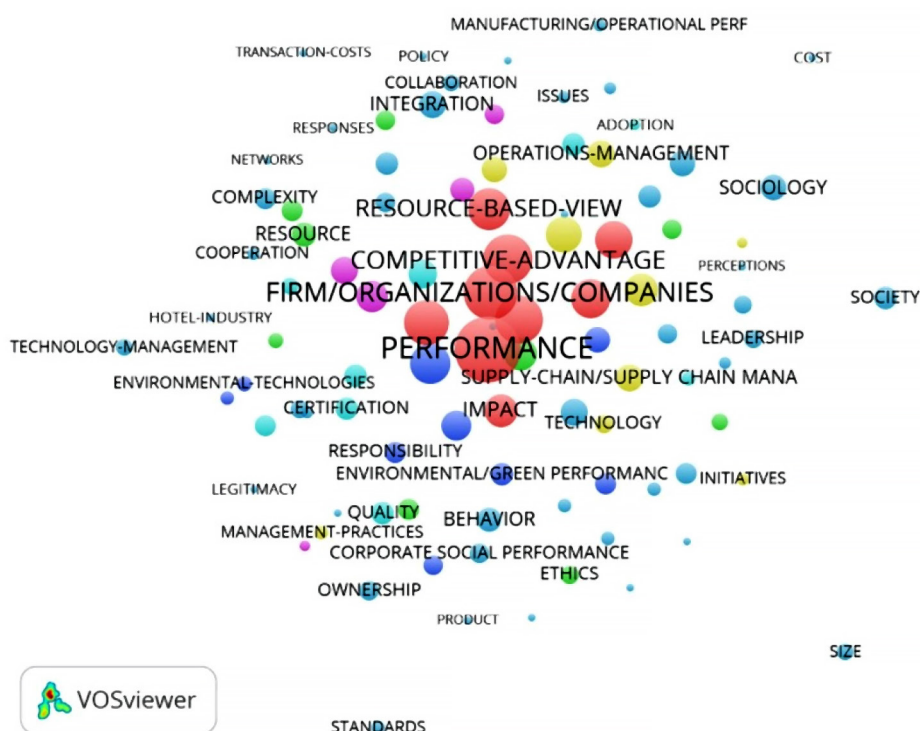 MANUFACTURING/OPERATIONAL PERF
TRANSACTION-COSTS
POLICY
COST
COLLABORATION
INTEGRATION
ISSUES
RESPONSES
ADOPTION
NETWORKS
OPERATIONS-MANAGEMENT
COMPLEXITY
SOCIOLOGY
RESOURCE-BASED-VIEW
RESOURCE
COOPERATION
COMPETITIVE-ADVANTAGE
PERCEPTIONS
FIRM/ORGANIZATIONS/COMPANIES
SOCIETY
HOTEL-INDUSTRY
LEADERSHIP
TECHNOLOGY-MANAGEMENT
PERFORMANCE
SUPPLY-CHAIN/SUPPLY CHAIN MANA
ENVIRONMENTAL-TECHNOLOGIES
CERTIFICATION
IMPACT
TECHNOLOGY
RESPONSIBILITY
ENVIRONMENTAL/GREEN PERFORMANC
INITIATIVES
LEGITIMACY
QUALITY
BEHAVIOR
MANAGEMENT-PRACTICES
CORPORATE SOCIAL PERFORMANCE
ETHICS
OWNERSHIP
PRODUCT
SIZE
VOSviewer
STANDARDS